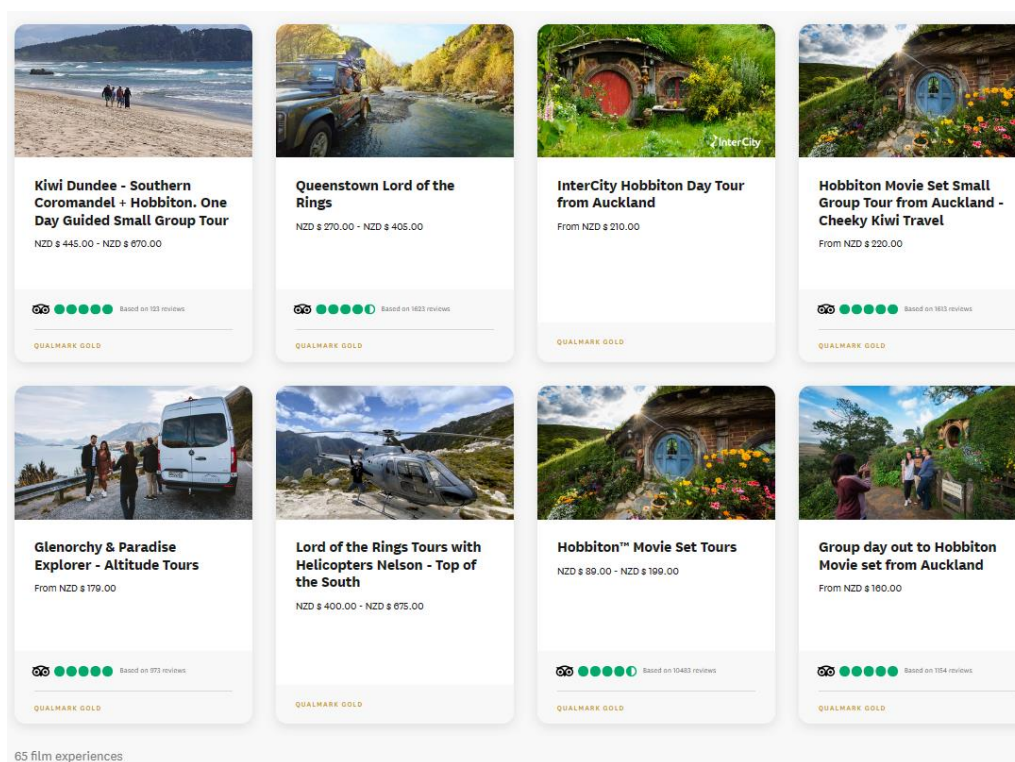 InterCity
Kiwi Dundee - Southern
Coromandel + Hobbiton. One
Day Guided Small Group Tour
NZD $ 445.00 - NZD $ 670.00
Based on 123 reviews
QUALMARK GOLD
Queenstown Lord of the
Rings
NZD $ 270.00 - NZD $ 405.00
Based on 1623 reviews
QUALMARK GOLD
InterCity Hobbiton Day Tour
from Auckland
From NZD $ 210.00
QUALMARK GOLD
Hobbiton Movie Set Small
Group Tour from Auckland -
Cheeky Kiwi Travel
From NZD $ 220.00
Based on 1613 reviews
QUALMARK GOLD
Glenorchy & Paradise
Explorer - Altitude Tours
From NZD $ 179.00
Based on 973 reviews
QUALMARK GOLD
Lord of the Rings Tours with
Helicopters Nelson - Top of
the South
NZD $ 400.00 - NZD $ 675.00
QUALMARK GOLD
Hobbiton™ Movie Set Tours
NZD $ 89.00 - NZD $ 199.00
Based on 10483 reviews
QUALMARK GOLD
Group day out to Hobbiton
Movie set from Auckland
From NZD $ 160.00
Based on 1154 reviews
QUALMARK GOLD
65 film experiences